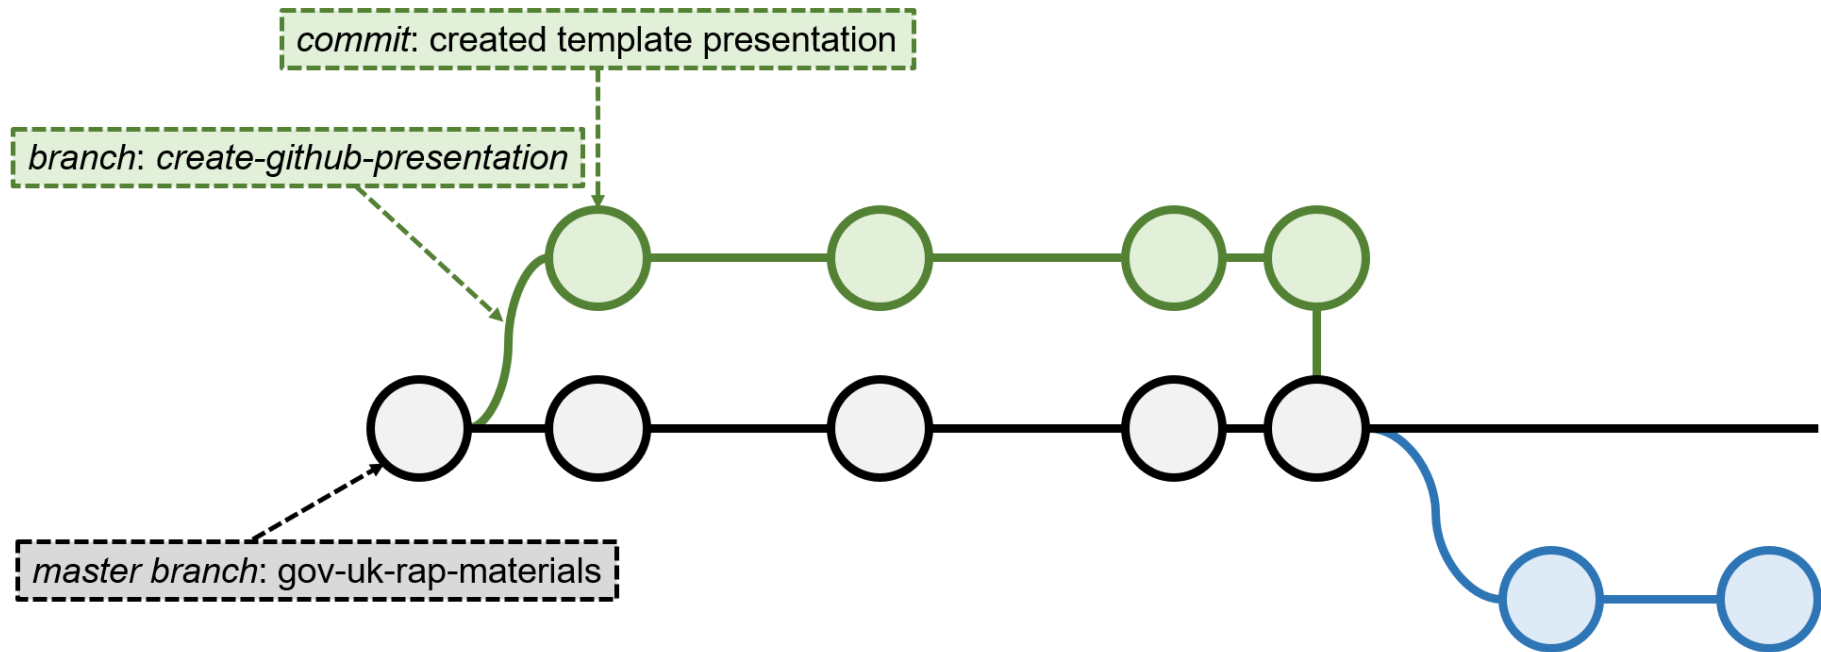 commit: created template presentation
branch: create-github-presentation
master branch: gov-uk-rap-materials